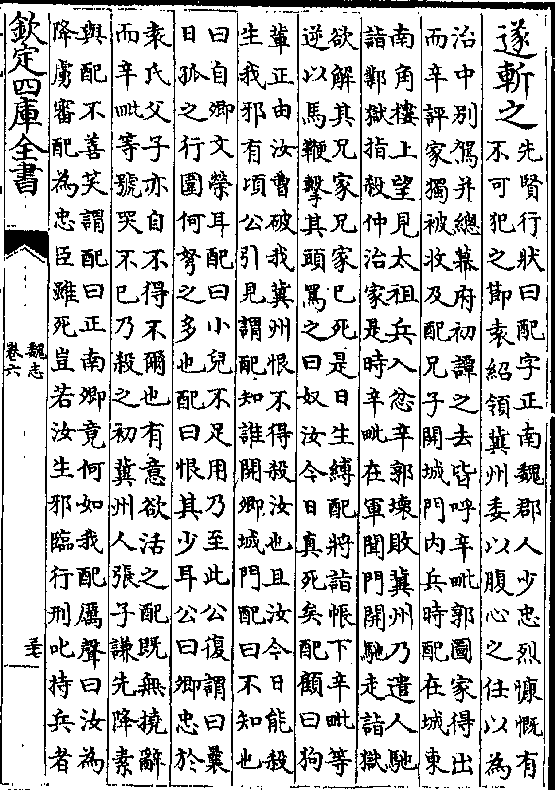 遂斬之
先賢行狀曰配字正南魏郡人少忠烈慷慨有
不可犯之節袁紹領冀州委以腹心之任以為
治中别駕并總幕府初譚之去皆呼辛毗郭圖家得出
而辛評家獨被收及配兄子開城門内兵時配在城東
南角樓上望見太祖兵入忿辛郭壞敗冀州乃遣人馳
詣鄴獄指殺仲治家是時辛毗在軍聞門開馳走詣獄
欲解其兄家兄家已死是日生縛配將詣帳下辛毗等
逆以馬鞭擊其頭罵之曰奴汝今日真死矣配顧曰狗
輩正由汝曹破我冀州恨不得殺汝也且汝今日能殺
生我邪有頃公引見謂配知誰開卿城門配曰不知也
曰自卿文榮耳配曰小兒不足用乃至此公復謂曰曩
日孤之行圍何弩之多也配曰恨其少耳公曰卿忠於
袁氏父子亦自不得不爾也有意欲活之配既無撓辭
而辛毗等號哭不已乃殺之初冀州人張子謙先降素
與配不善笑謂配曰正南卿竟何如我配厲聲曰汝為
降虜審配為忠臣雖死豈若汝生邪臨行刑叱持兵者
欽定四庫全書
魏志
卷六